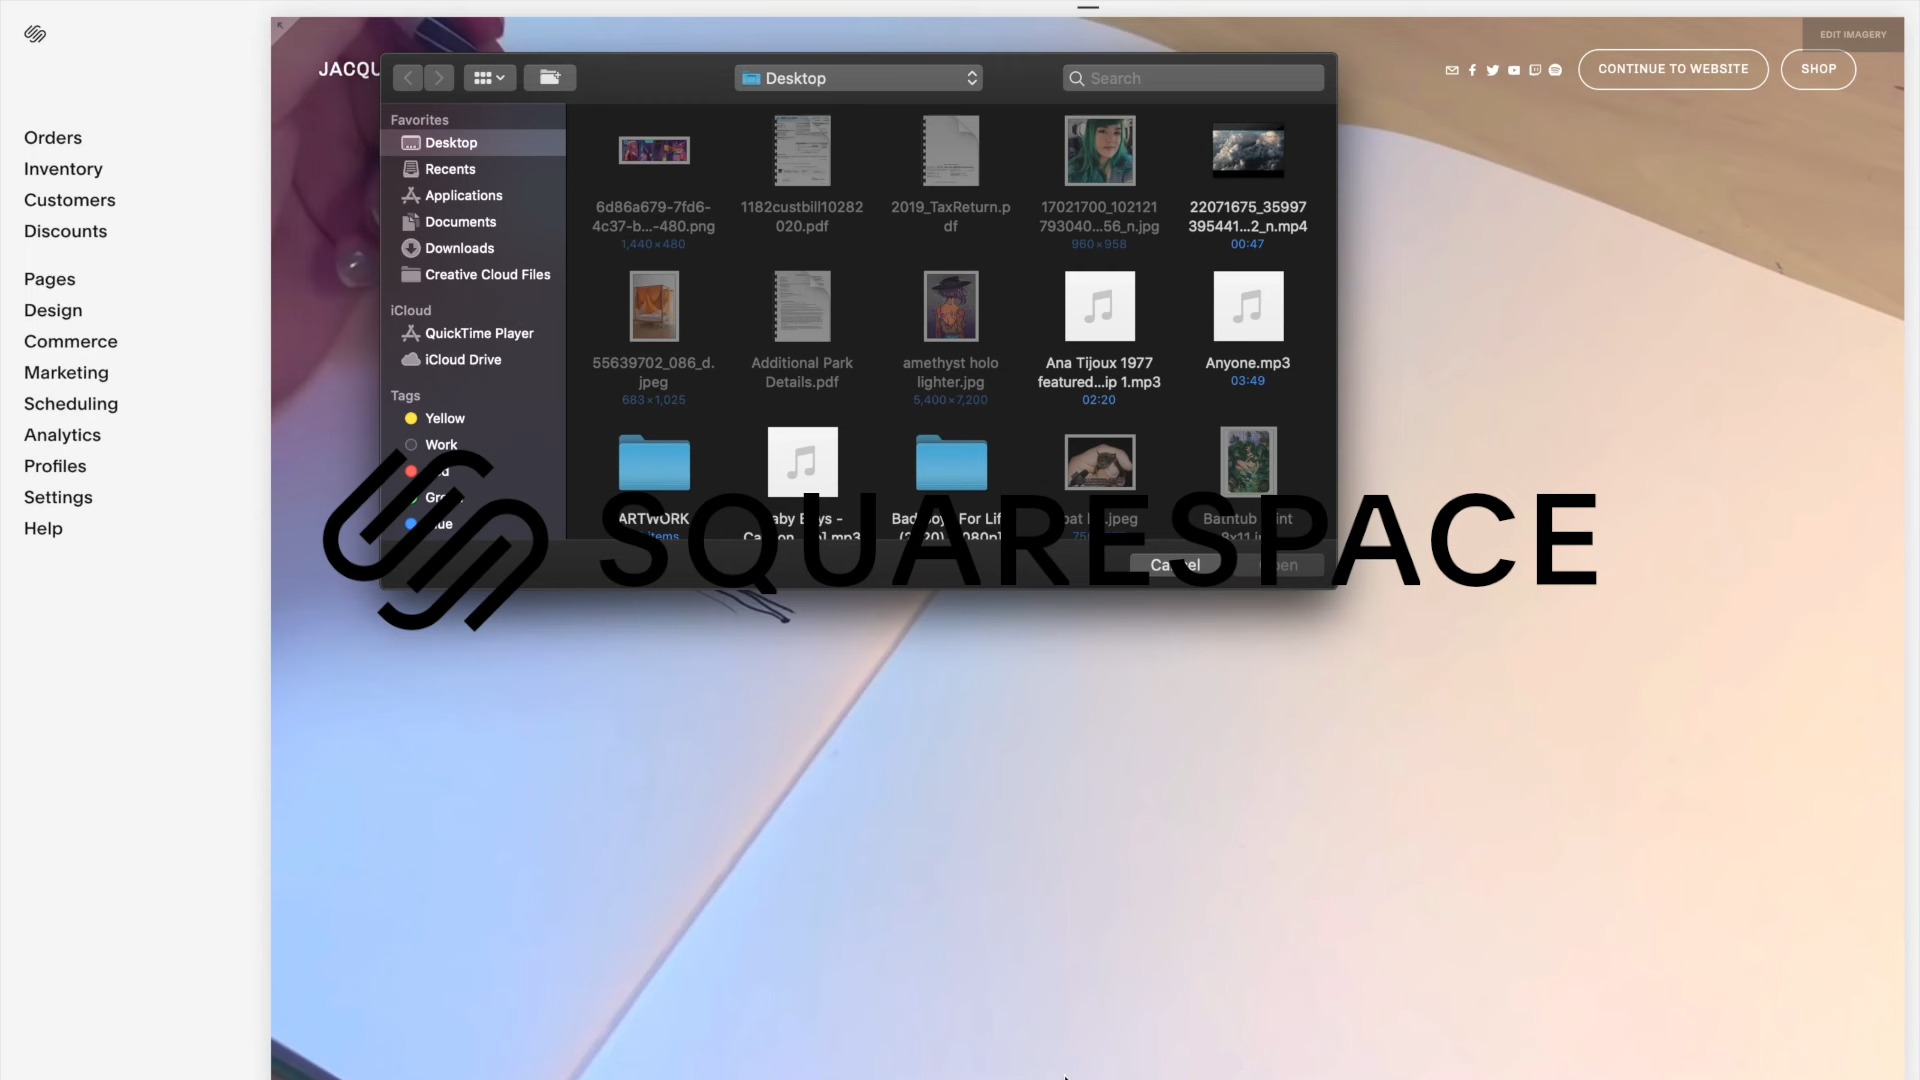 Orders
Inventory
Customers
Discounts
Pages
Design
Commerce
Marketing
Scheduling
Analytics
Profiles
Settings
Help
JACQU
EDIT IMAGERY
CONTINUE TO WEBSITE
SHOP
Desktop
Search
Favorites
Desktop
Recents
Applications
Documents
Downloads
Creative Cloud Files
iCloud
QuickTime Player
iCloud Drive
Tags
Yellow
Work
6d86a679-7fd6-
4c37-b...-480.png
1,440×480
1182custbill10282
020.pdf
2019_TaxReturn.p
df
17021700_102121
793040...56_n.jpg
960×958
22071675_35997
395441...2_n.mp4
00:47
55639702_086_d.
jpeg
683×1,025
Additional Park
Details.pdf
amethyst holo
lighter.jpg
5,400×7,200
Ana Tijoux 1977
featured...ip 1.mp3
02:20
Anyone.mp3
03:49
ARTWORK
items
SQUARESPACE